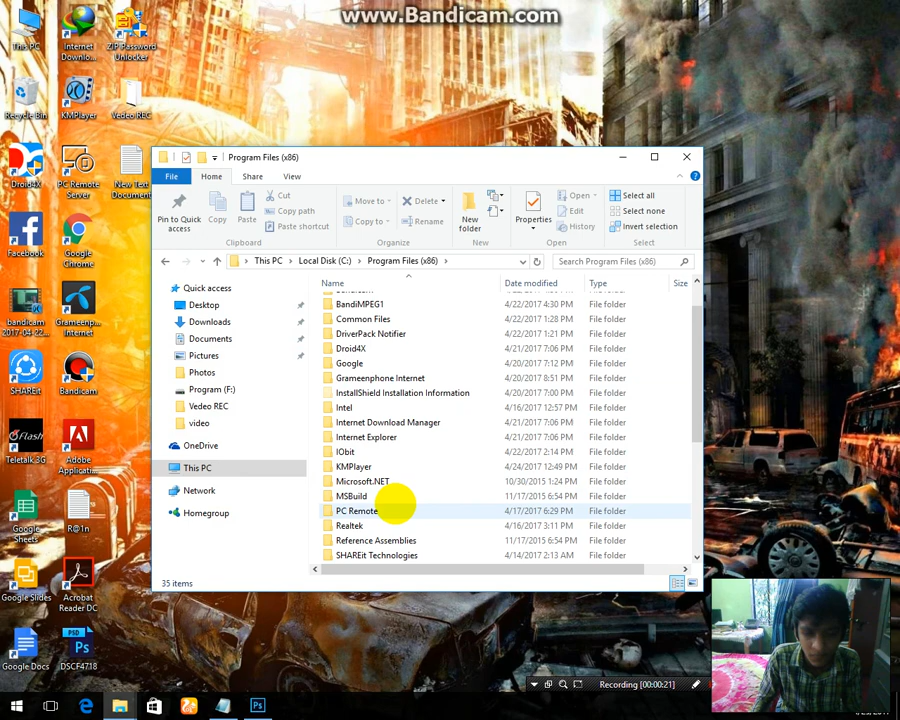 www.Bandicam.com
This PC
Internet
Downlo...
ZIP Password
Unlocker
Recycle Bin
KMPlayer
Vedeo REC
Droid4X
PC Remote
Server
New Text
Document
Facebook
Google
Chrome
bandicam
2017-04-22...
Grameenp...
Internet
SHAREit
Bandicam
Teletalk 3G
Adobe
Applicati...
Google
Sheets
R@1n
Google Slides
Acrobat
Reader DC
Google Docs
DSCF4718
Program Files (x86)
File
Home
Share
View
Pin to Quick
access
Copy
Paste
Cut
Copy path
Paste shortcut
Clipboard
Move to
Copy to
Delete
Rename
Organize
New
folder
New
Properties
Open
Edit
History
Open
Select all
Select none
Invert selection
Select
This PC
Local Disk (C:)
Program Files (x86)
Search Program Files (x86)
Quick access
Desktop
Downloads
Documents
Pictures
Photos
Program (F:)
Vedeo REC
video
OneDrive
This PC
Network
Homegroup
Name Date modified Type Size
BandiMPEG1 4/22/2017 4:30 PM File folder
Common Files 4/22/2017 1:28 PM File folder
DriverPack Notifier 4/22/2017 1:21 PM File folder
Droid4X 4/21/2017 7:06 PM File folder
Google 4/20/2017 7:12 PM File folder
Grameenphone Internet 4/20/2017 8:51 PM File folder
InstallShield Installation Information 4/20/2017 7:00 PM File folder
Intel 4/16/2017 12:57 PM File folder
Internet Download Manager 4/21/2017 7:06 PM File folder
Internet Explorer 4/21/2017 7:06 PM File folder
IObit 4/22/2017 2:14 PM File folder
KMPlayer 4/24/2017 12:49 PM File folder
Microsoft.NET 10/30/2015 1:24 PM File folder
MSBuild 11/17/2015 6:54 PM File folder
PC Remote 4/17/2017 6:29 PM File folder
Realtek 4/16/2017 3:11 PM File folder
Reference Assemblies 11/17/2015 6:54 PM File folder
SHAREit Technologies 4/14/2017 2:13 AM File folder
35 items
Recording [00:00:21]